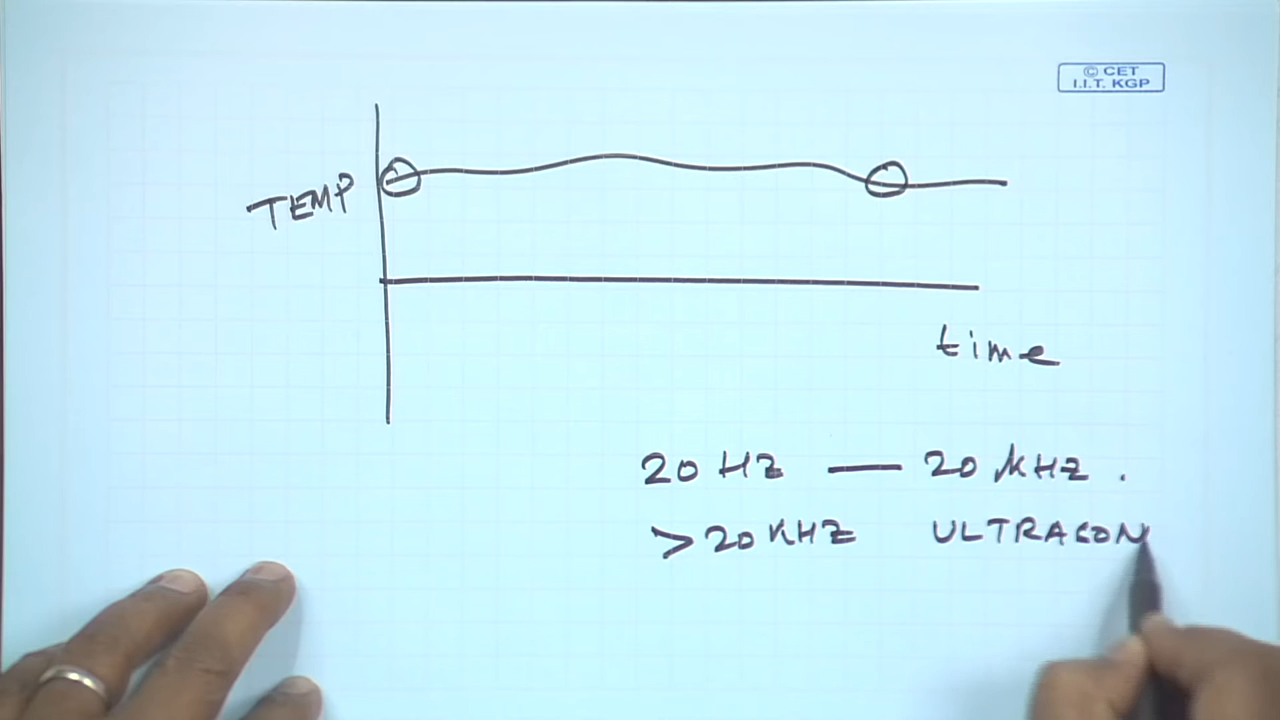 © CET
I.I.T. KGP
TEMP
time
20 HZ — 20 KHZ.
>20 KHZ ULTRASON